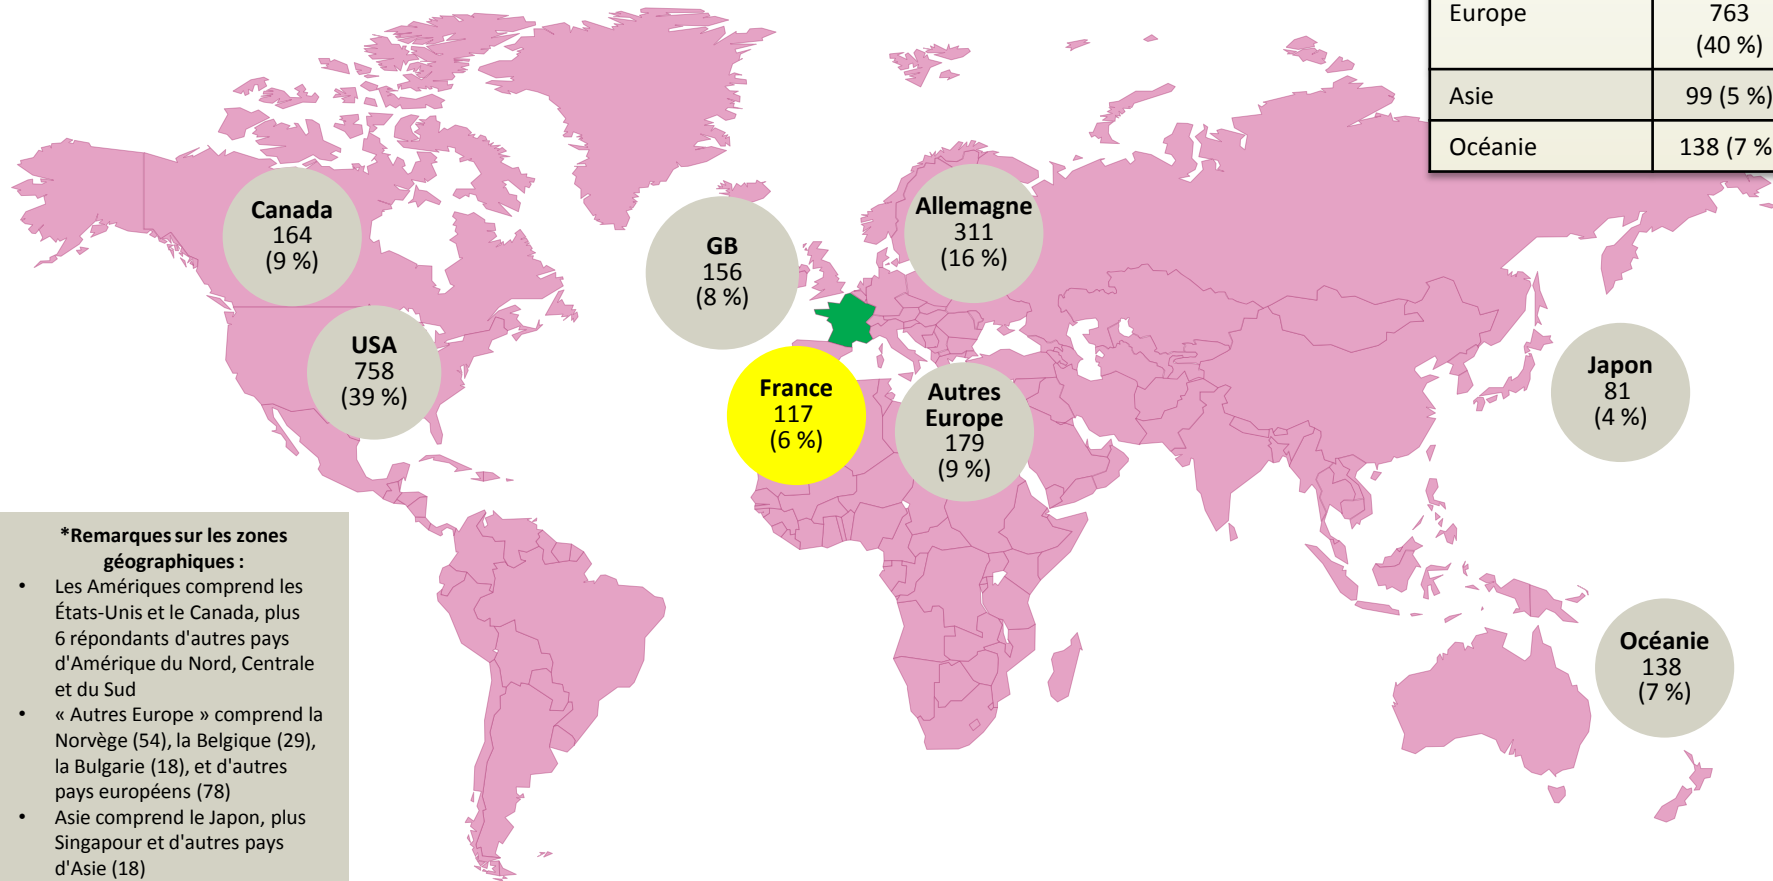 Europe 763
(40 %)
Asie 99 (5 %)
Océanie 138 (7 %
Canada
164
(9 %)
USA
758
(39 %)
GB
156
(8 %)
Allemagne
311
(16 %)
France
117
(6 %)
Autres
Europe
179
(9 %)
Japon
81
(4 %)
Océanie
138
(7 %)
*Remarques sur les zones
géographiques :
• Les Amériques comprend les
États-Unis et le Canada, plus
6 répondants d'autres pays
d'Amérique du Nord, Centrale
et du Sud
• « Autres Europe » comprend la
Norvège (54), la Belgique (29),
la Bulgarie (18), et d'autres
pays européens (78)
• Asie comprend le Japon, plus
Singapour et d'autres pays
d'Asie (18)